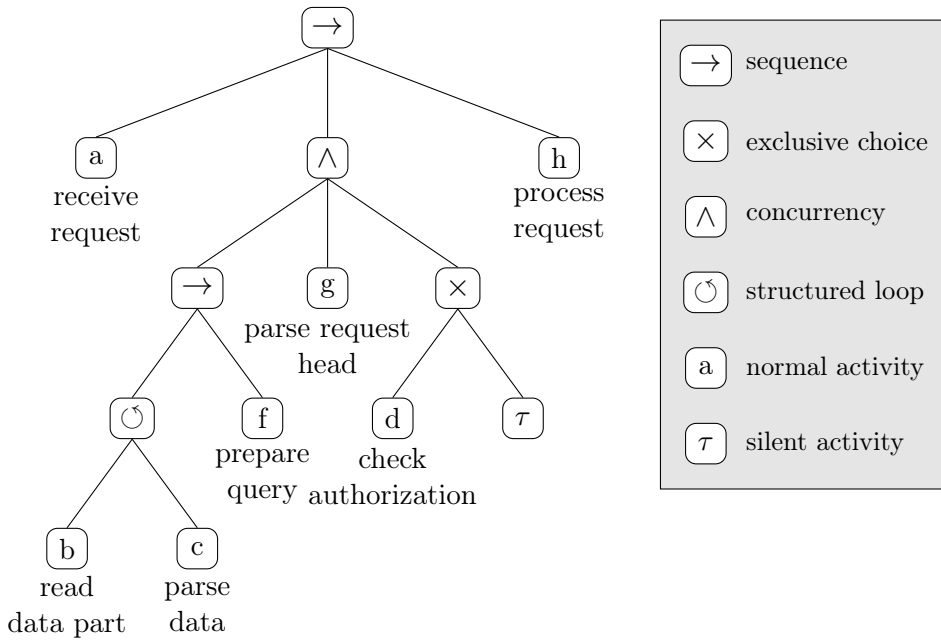 →
a
receive
request
∧
h
process
request
→
g
parse request
head
×
↺
f
prepare
query
d
check
authorization
τ
b
read
data part
c
parse
data
→ sequence
× exclusive choice
∧ concurrency
↺ structured loop
a normal activity
τ silent activity